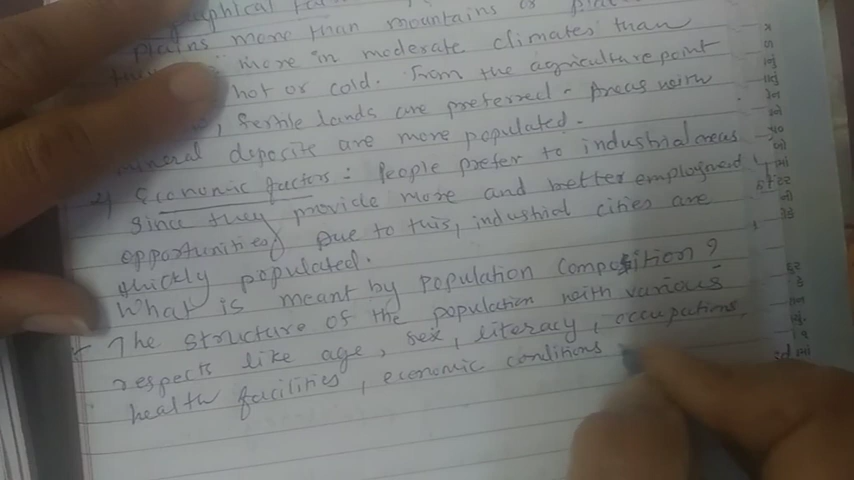 plains more than mountains
more in moderate climates than
hot or cold. From the agriculture point
, fertile lands are preferred. Areas with
mineral deposits are more populated.
2) Economic factors : People prefer to industrial areas
since they provide more and better employment
opportunities. Due to this, industrial cities are
thickly populated.
What is meant by population composition ?
The structure of the population with various
respects like age, sex, literacy, occupations,
health facilities, economic conditions